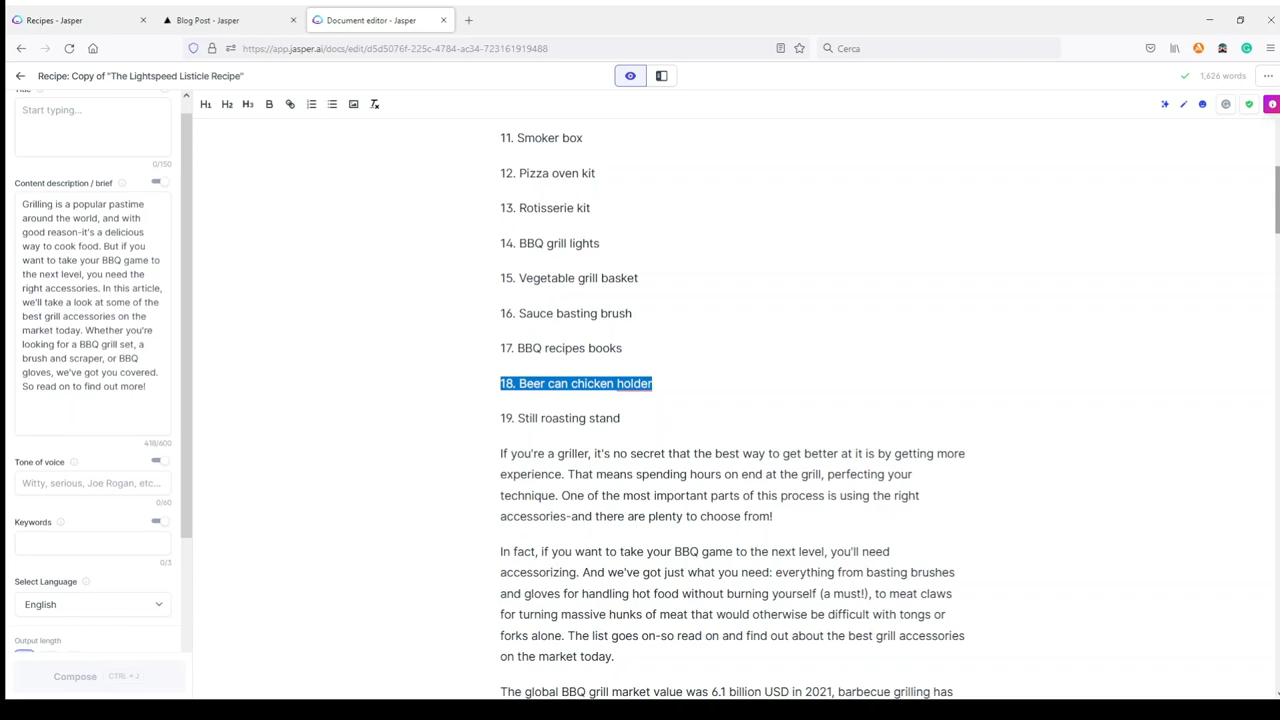 Recipes - Jasper
Blog Post - Jasper
Document editor - Jasper
https://app.jasper.ai/docs/edit/d5d5076f-225c-4784-ac34-723161919488
Cerca
Recipe: Copy of "The Lightspeed Listicle Recipe"
1,626 words
H1 H2 H3 B
Start typing...
0/150
Content description / brief
Grilling is a popular pastime
around the world, and with
good reason-it's a delicious
way to cook food. But if you
want to take your BBQ game to
the next level, you need the
right accessories. In this article,
we'll take a look at some of the
best grill accessories on the
market today. Whether you're
looking for a BBQ grill set, a
brush and scraper, or BBQ
gloves, we've got you covered.
So read on to find out more!
418/600
Tone of voice
Witty, serious, Joe Rogan, etc...
0/60
Keywords
0/3
Select Language
English
Output length
Compose CTRL + J
11. Smoker box
12. Pizza oven kit
13. Rotisserie kit
14. BBQ grill lights
15. Vegetable grill basket
16. Sauce basting brush
17. BBQ recipes books
18. Beer can chicken holder
19. Still roasting stand
If you're a griller, it's no secret that the best way to get better at it is by getting more
experience. That means spending hours on end at the grill, perfecting your
technique. One of the most important parts of this process is using the right
accessories-and there are plenty to choose from!
In fact, if you want to take your BBQ game to the next level, you'll need
accessorizing. And we've got just what you need: everything from basting brushes
and gloves for handling hot food without burning yourself (a must!), to meat claws
for turning massive hunks of meat that would otherwise be difficult with tongs or
forks alone. The list goes on-so read on and find out about the best grill accessories
on the market today.
The global BBQ grill market value was 6.1 billion USD in 2021, barbecue grilling has